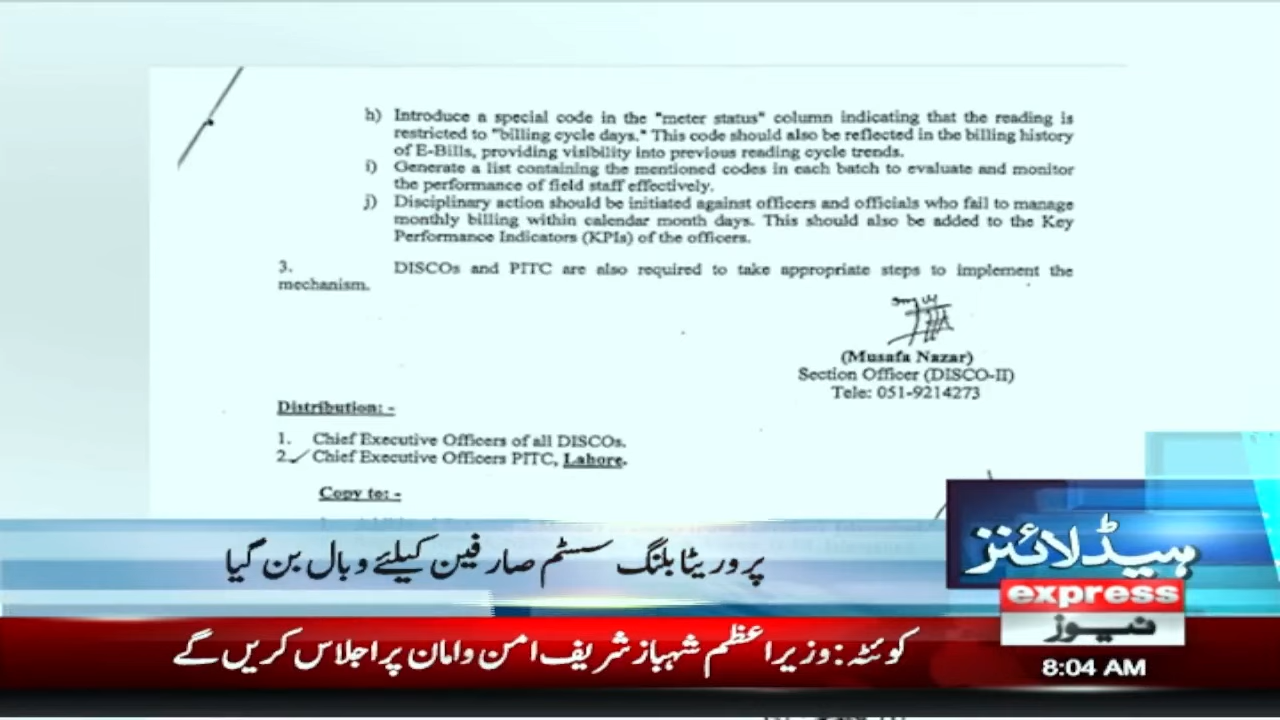 h) Introduce a special code in the "meter status" column indicating that the reading is
restricted to "billing cycle days." This code should also be reflected in the billing history
of E-Bills, providing visibility into previous reading cycle trends.
i) Generate a list containing the mentioned codes in each batch to evaluate and monitor
the performance of field staff effectively.
j) Disciplinary action should be initiated against officers and officials who fail to manage
monthly billing within calendar month days. This should also be added to the Key
Performance Indicators (KPIs) of the officers.
3. DISCOs and PITC are also required to take appropriate steps to implement the
mechanism.
(Musafa Nazar)
Section Officer (DISCO-II)
Tele: 051-9214273
Distribution: -
1. Chief Executive Officers of all DISCOs.
2. Chief Executive Officers PITC, Lahore.
Copy to: -
ہیڈلائنز
پروریٹا بلنگ سسٹم صارفین کیلئے وبال بن گیا
express
نیوز
کوئٹہ: وزیراعظم شہباز شریف امن وامان پر اجلاس کریں گے
8:04 AM